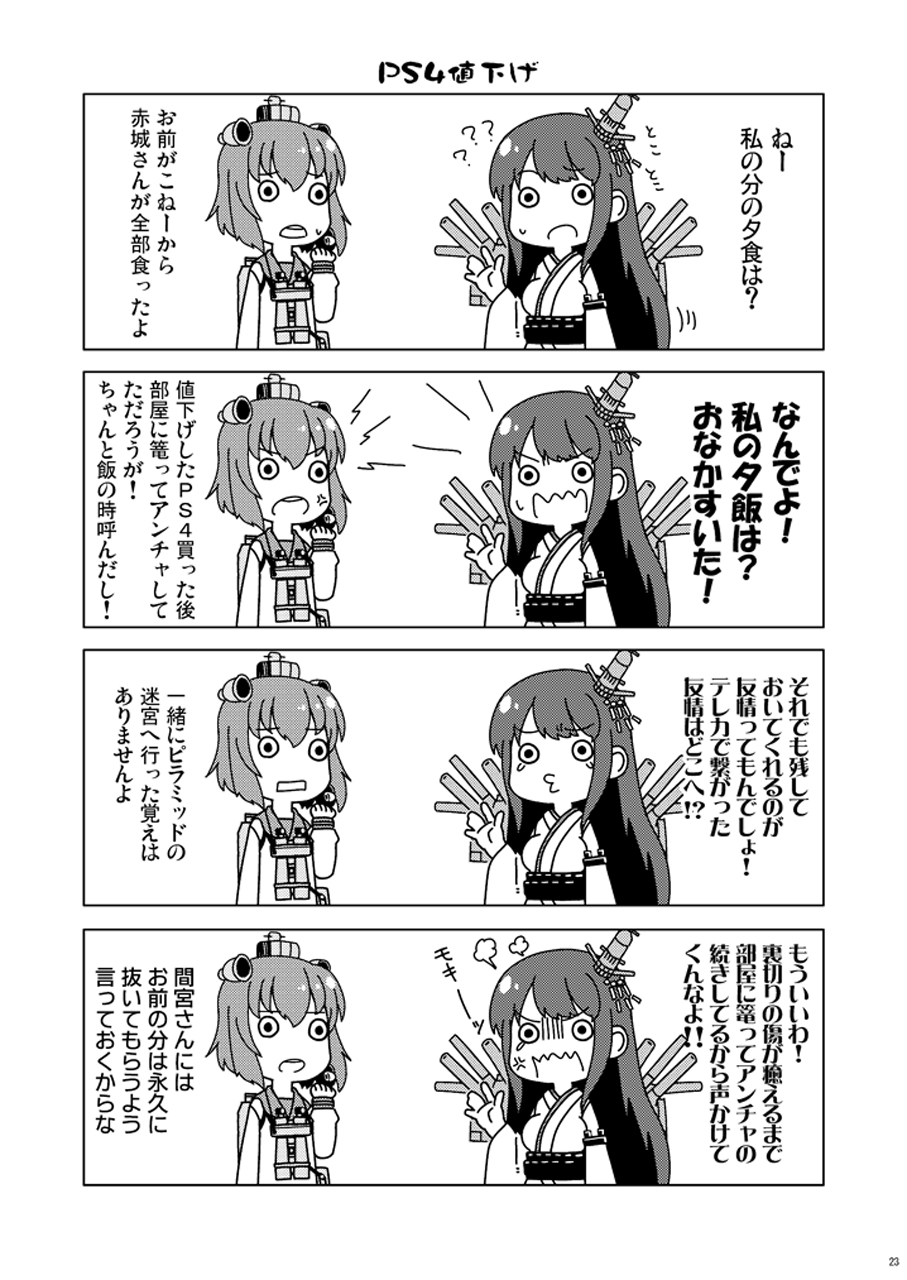 PS4値下げ
ねー
私の分の夕食は?
とこ
とこ
???
お前がこねーから
赤城さんが全部食ったよ
なんでよ!
私の夕飯は?
おなかすいた!
値下げしたPS4買った後
部屋に篭ってアンチャして
ただろうが!
ちゃんと飯の時呼んだし!
それでも残して
おいてくれるのが
友情ってもんでしょ!
テレカで繋がった
友情はどこへ!?
一緒にピラミッドの
迷宮へ行った覚えは
ありませんよ
もういいわ!
裏切りの傷が癒えるまで
部屋に篭ってアンチャの
続きしてるから声かけて
くんなよ!!
モキーッ
間宮さんには
お前の分は永久に
抜いてもらうよう
言っておくからな
23